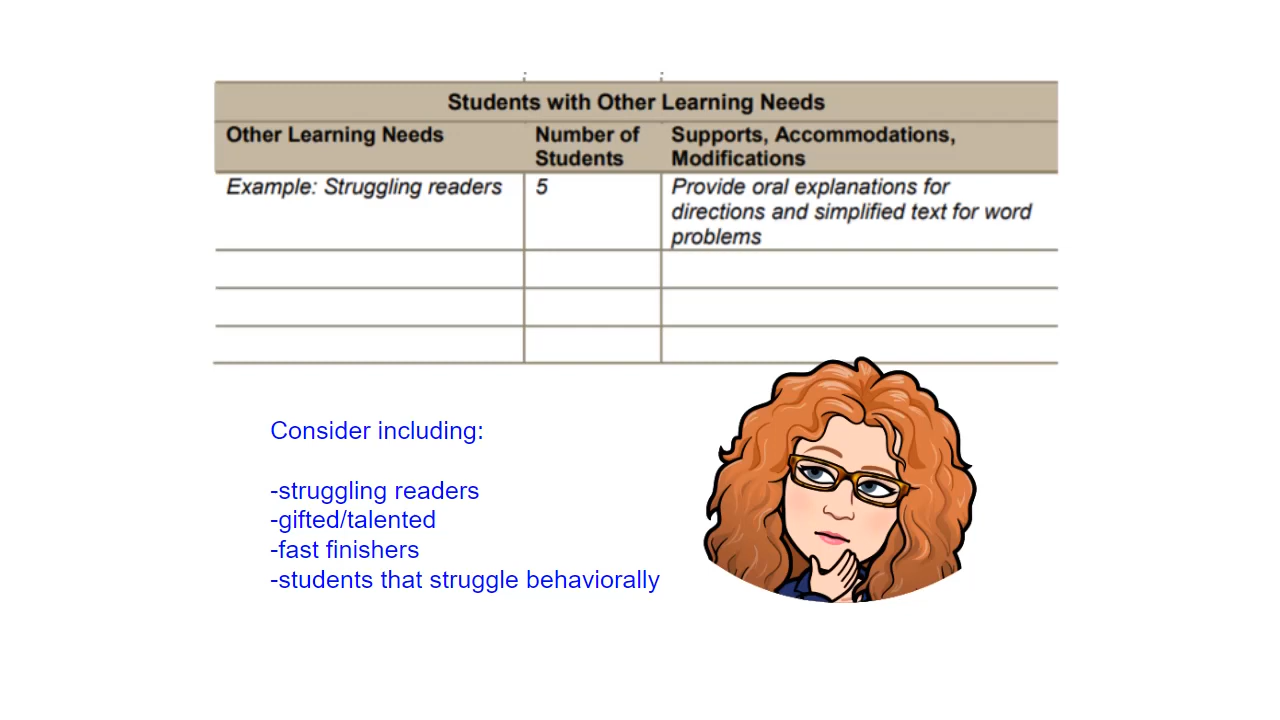 Students with Other Learning Needs
Other Learning Needs
Number of
Students
Supports, Accommodations,
Modifications
Example: Struggling readers
5
Provide oral explanations for
directions and simplified text for word
problems
Consider including:
-struggling readers
-gifted/talented
-fast finishers
-students that struggle behaviorally